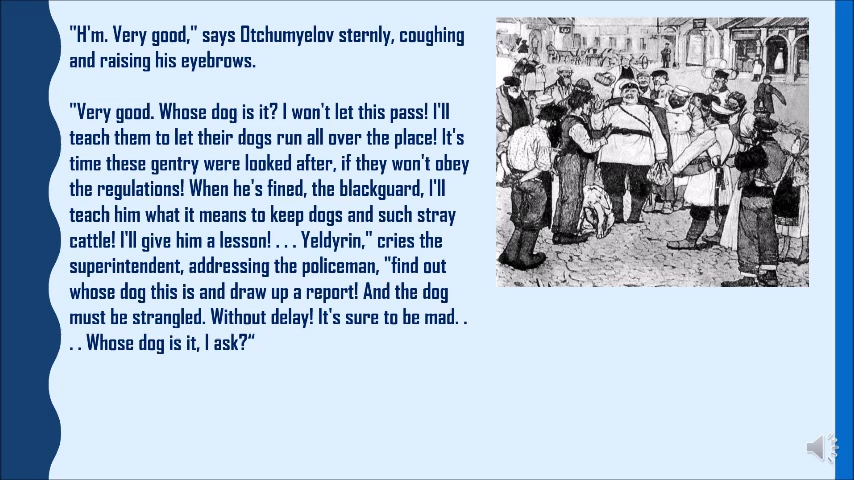 "H'm. Very good," says Otchumyelov sternly, coughing
and raising his eyebrows.
"Very good. Whose dog is it? I won't let this pass! I'll
teach them to let their dogs run all over the place! It's
time these gentry were looked after, if they won't obey
the regulations! When he's fined, the blackguard, I'll
teach him what it means to keep dogs and such stray
cattle! I'll give him a lesson! . . . Yeldyrin," cries the
superintendent, addressing the policeman, "find out
whose dog this is and draw up a report! And the dog
must be strangled. Without delay! It's sure to be mad. .
. . Whose dog is it, I ask?“